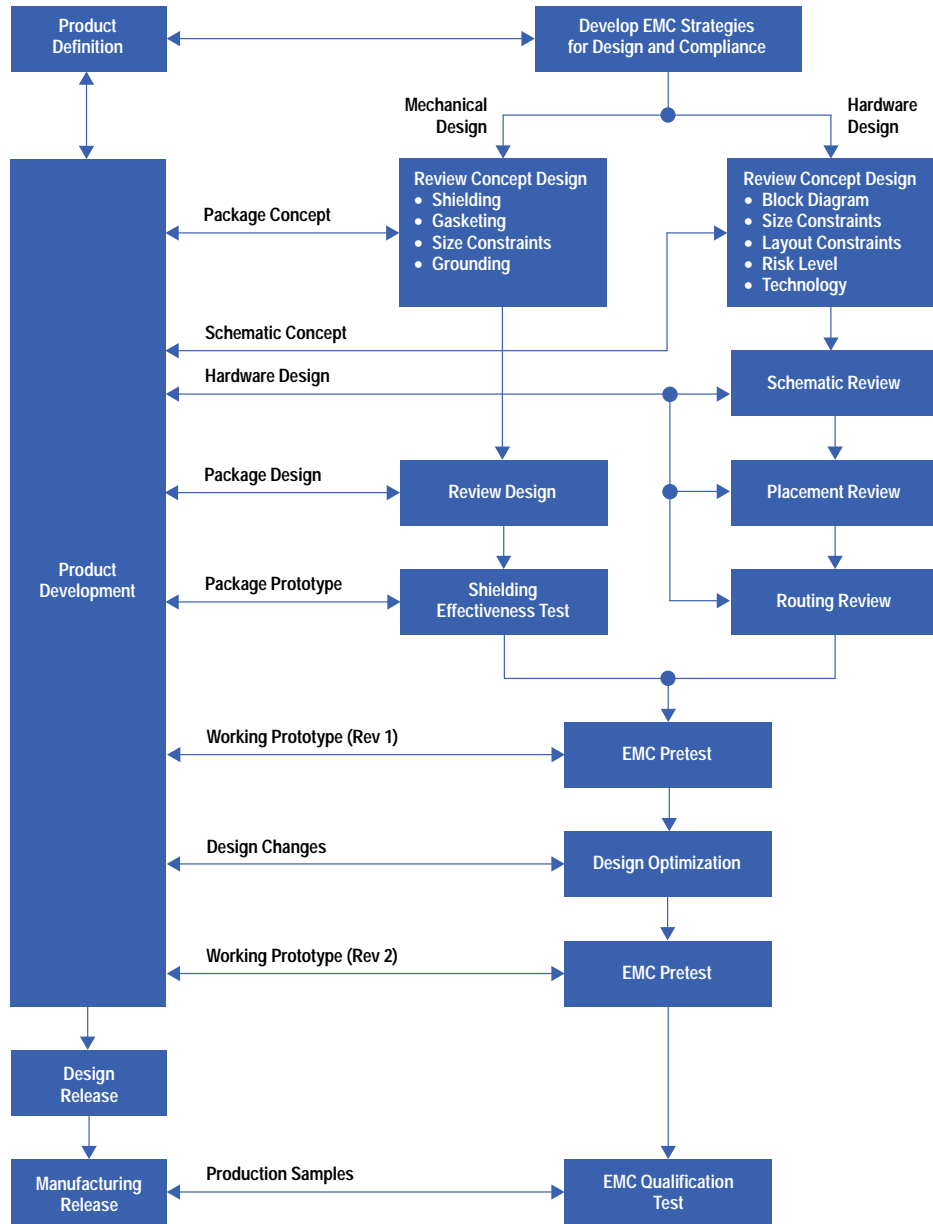 Product
Definition
Develop EMC Strategies
for Design and Compliance
Mechanical
Design
Hardware
Design
Review Concept Design
• Shielding
• Gasketing
• Size Constraints
• Grounding
Review Concept Design
• Block Diagram
• Size Constraints
• Layout Constraints
• Risk Level
• Technology
Package Concept
Schematic Concept
Hardware Design
Schematic Review
Package Design
Review Design
Placement Review
Product
Development
Package Prototype
Shielding
Effectiveness Test
Routing Review
Working Prototype (Rev 1)
EMC Pretest
Design Changes
Design Optimization
Working Prototype (Rev 2)
EMC Pretest
Design
Release
Manufacturing
Release
Production Samples
EMC Qualification
Test